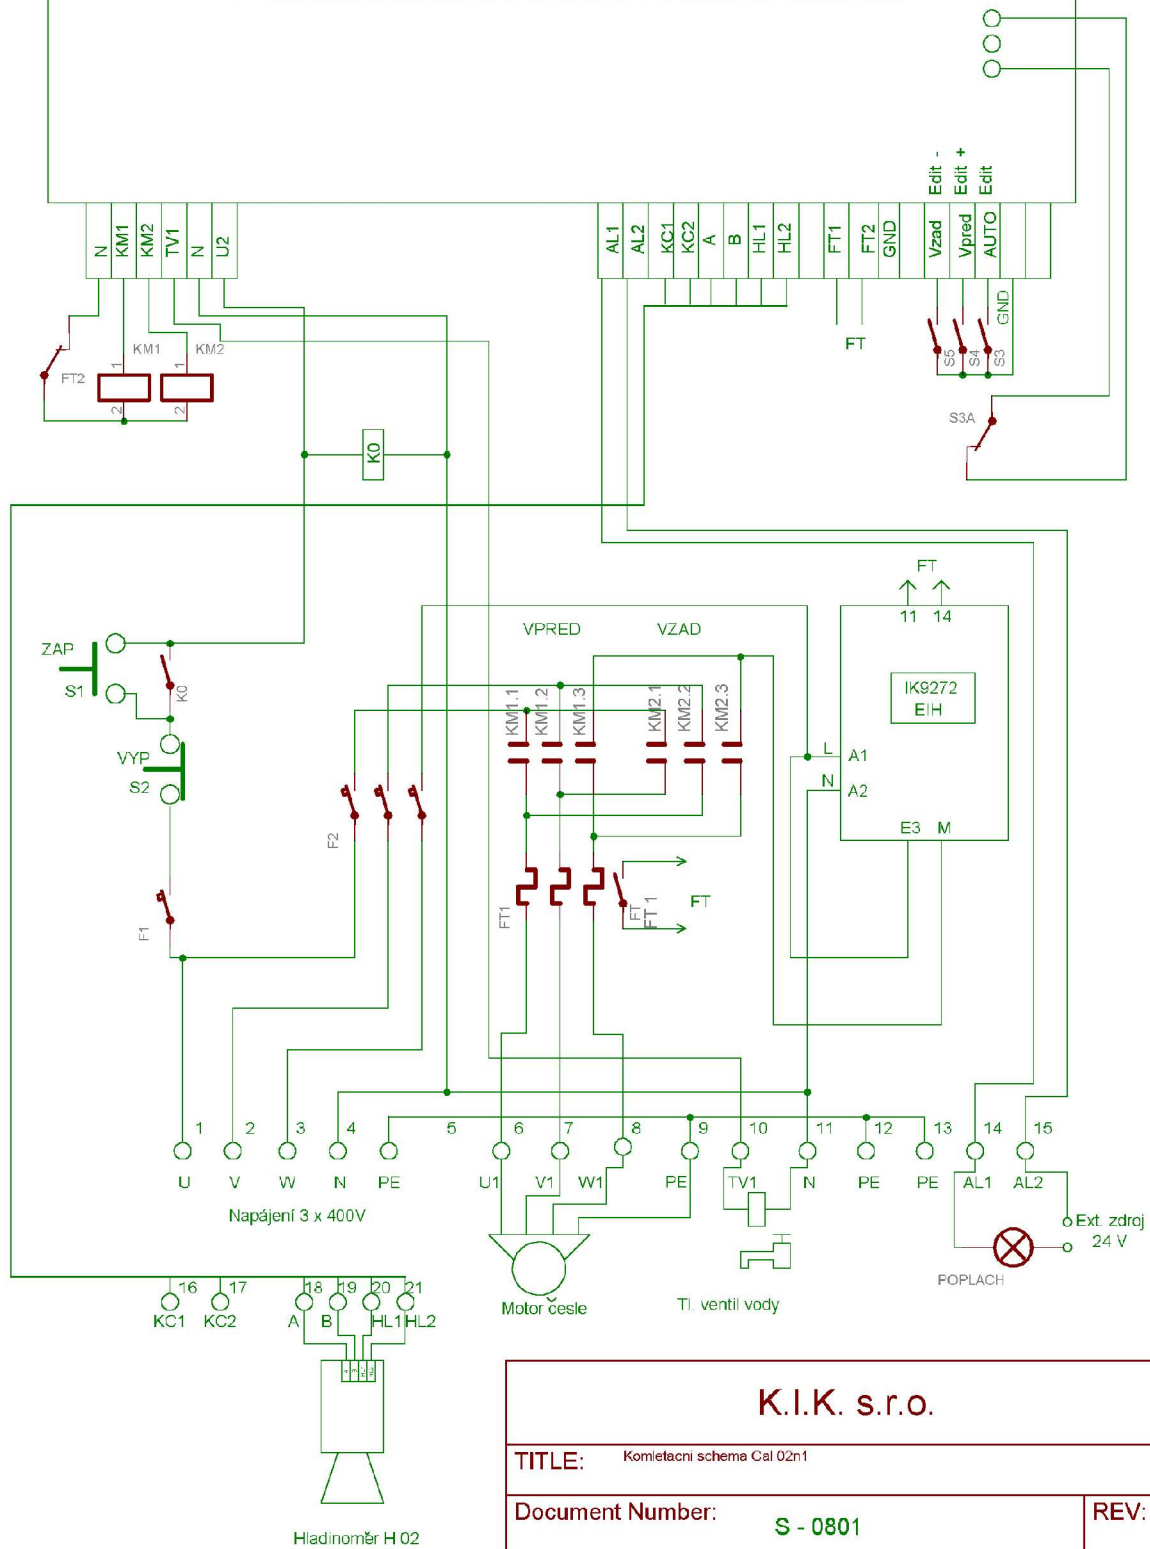 Edit -
Edit +
Edit
N
KM1
KM2
TV1
N
U2
AL1
AL2
KC1
KC2
A
B
HL1
HL2
FT1
FT2
GND
Vzad
Vpred
AUTO
GND
FT2
KM1
1
2
KM2
1
2
FT
S5
S4
S3
S3A
K0
FT
11 14
IK9272
EIH
L A1
N A2
E3 M
ZAP
S1
K0
VYP
S2
F1
F2
VPRED
VZAD
KM1.1
KM1.2
KM1.3
KM2.1
KM2.2
KM2.3
FT1
FT
FT 1
FT
1 2 3 4 5 6 7 8 9 10 11 12 13 14 15
U V W N PE U1 V1 W1 PE TV1 N PE PE AL1 AL2
Napájení 3 x 400V
Ext. zdroj
24 V
POPLACH
Motor česle
Tl. ventil vody
16 17 18 19 20 21
KC1 KC2 A B HL1 HL2
Hladinoměr H 02
K.I.K. s.r.o.
TITLE: Komletacni schema Cal 02n1
Document Number: S - 0801
REV: